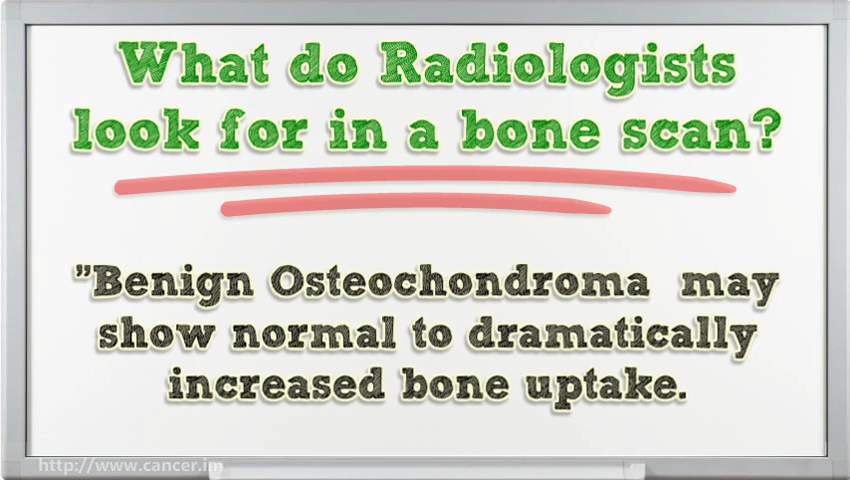 What do Radiologists
look for in a bone scan?
"Benign Osteochondroma may
show normal to dramatically
increased bone uptake.
http://www.cancer.im